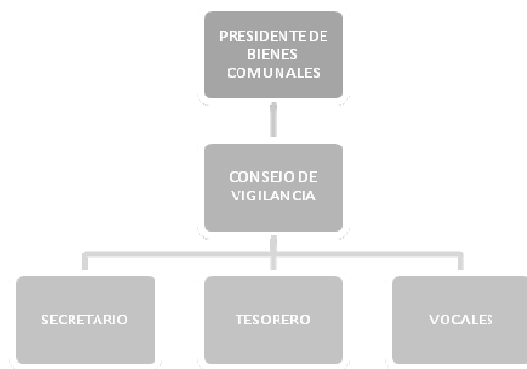 PRESIDENTE DE
BIENES
COMUNALES
CONSEJO DE
VIGILANCIA
SECRETARIO
TESORERO
VOCALES